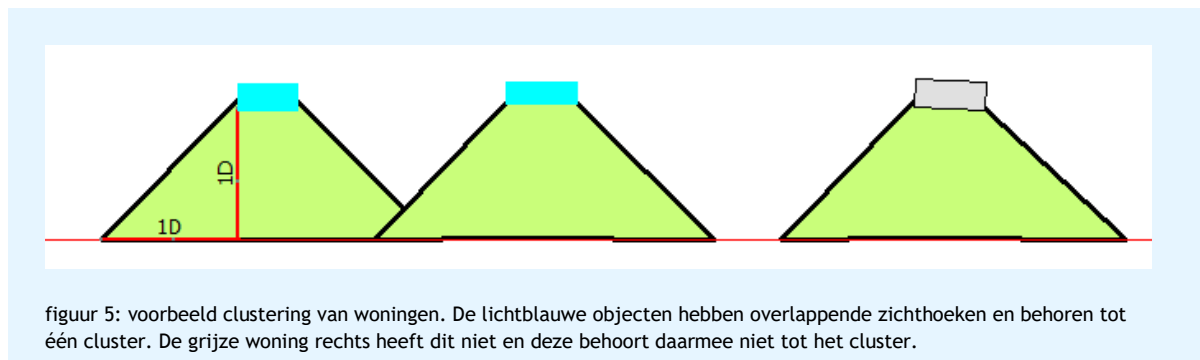 1D
1D
figuur 5: voorbeeld clustering van woningen. De lichtblauwe objecten hebben overlappende zichthoeken en behoren tot
één cluster. De grijze woning rechts heeft dit niet en deze behoort daarmee niet tot het cluster.